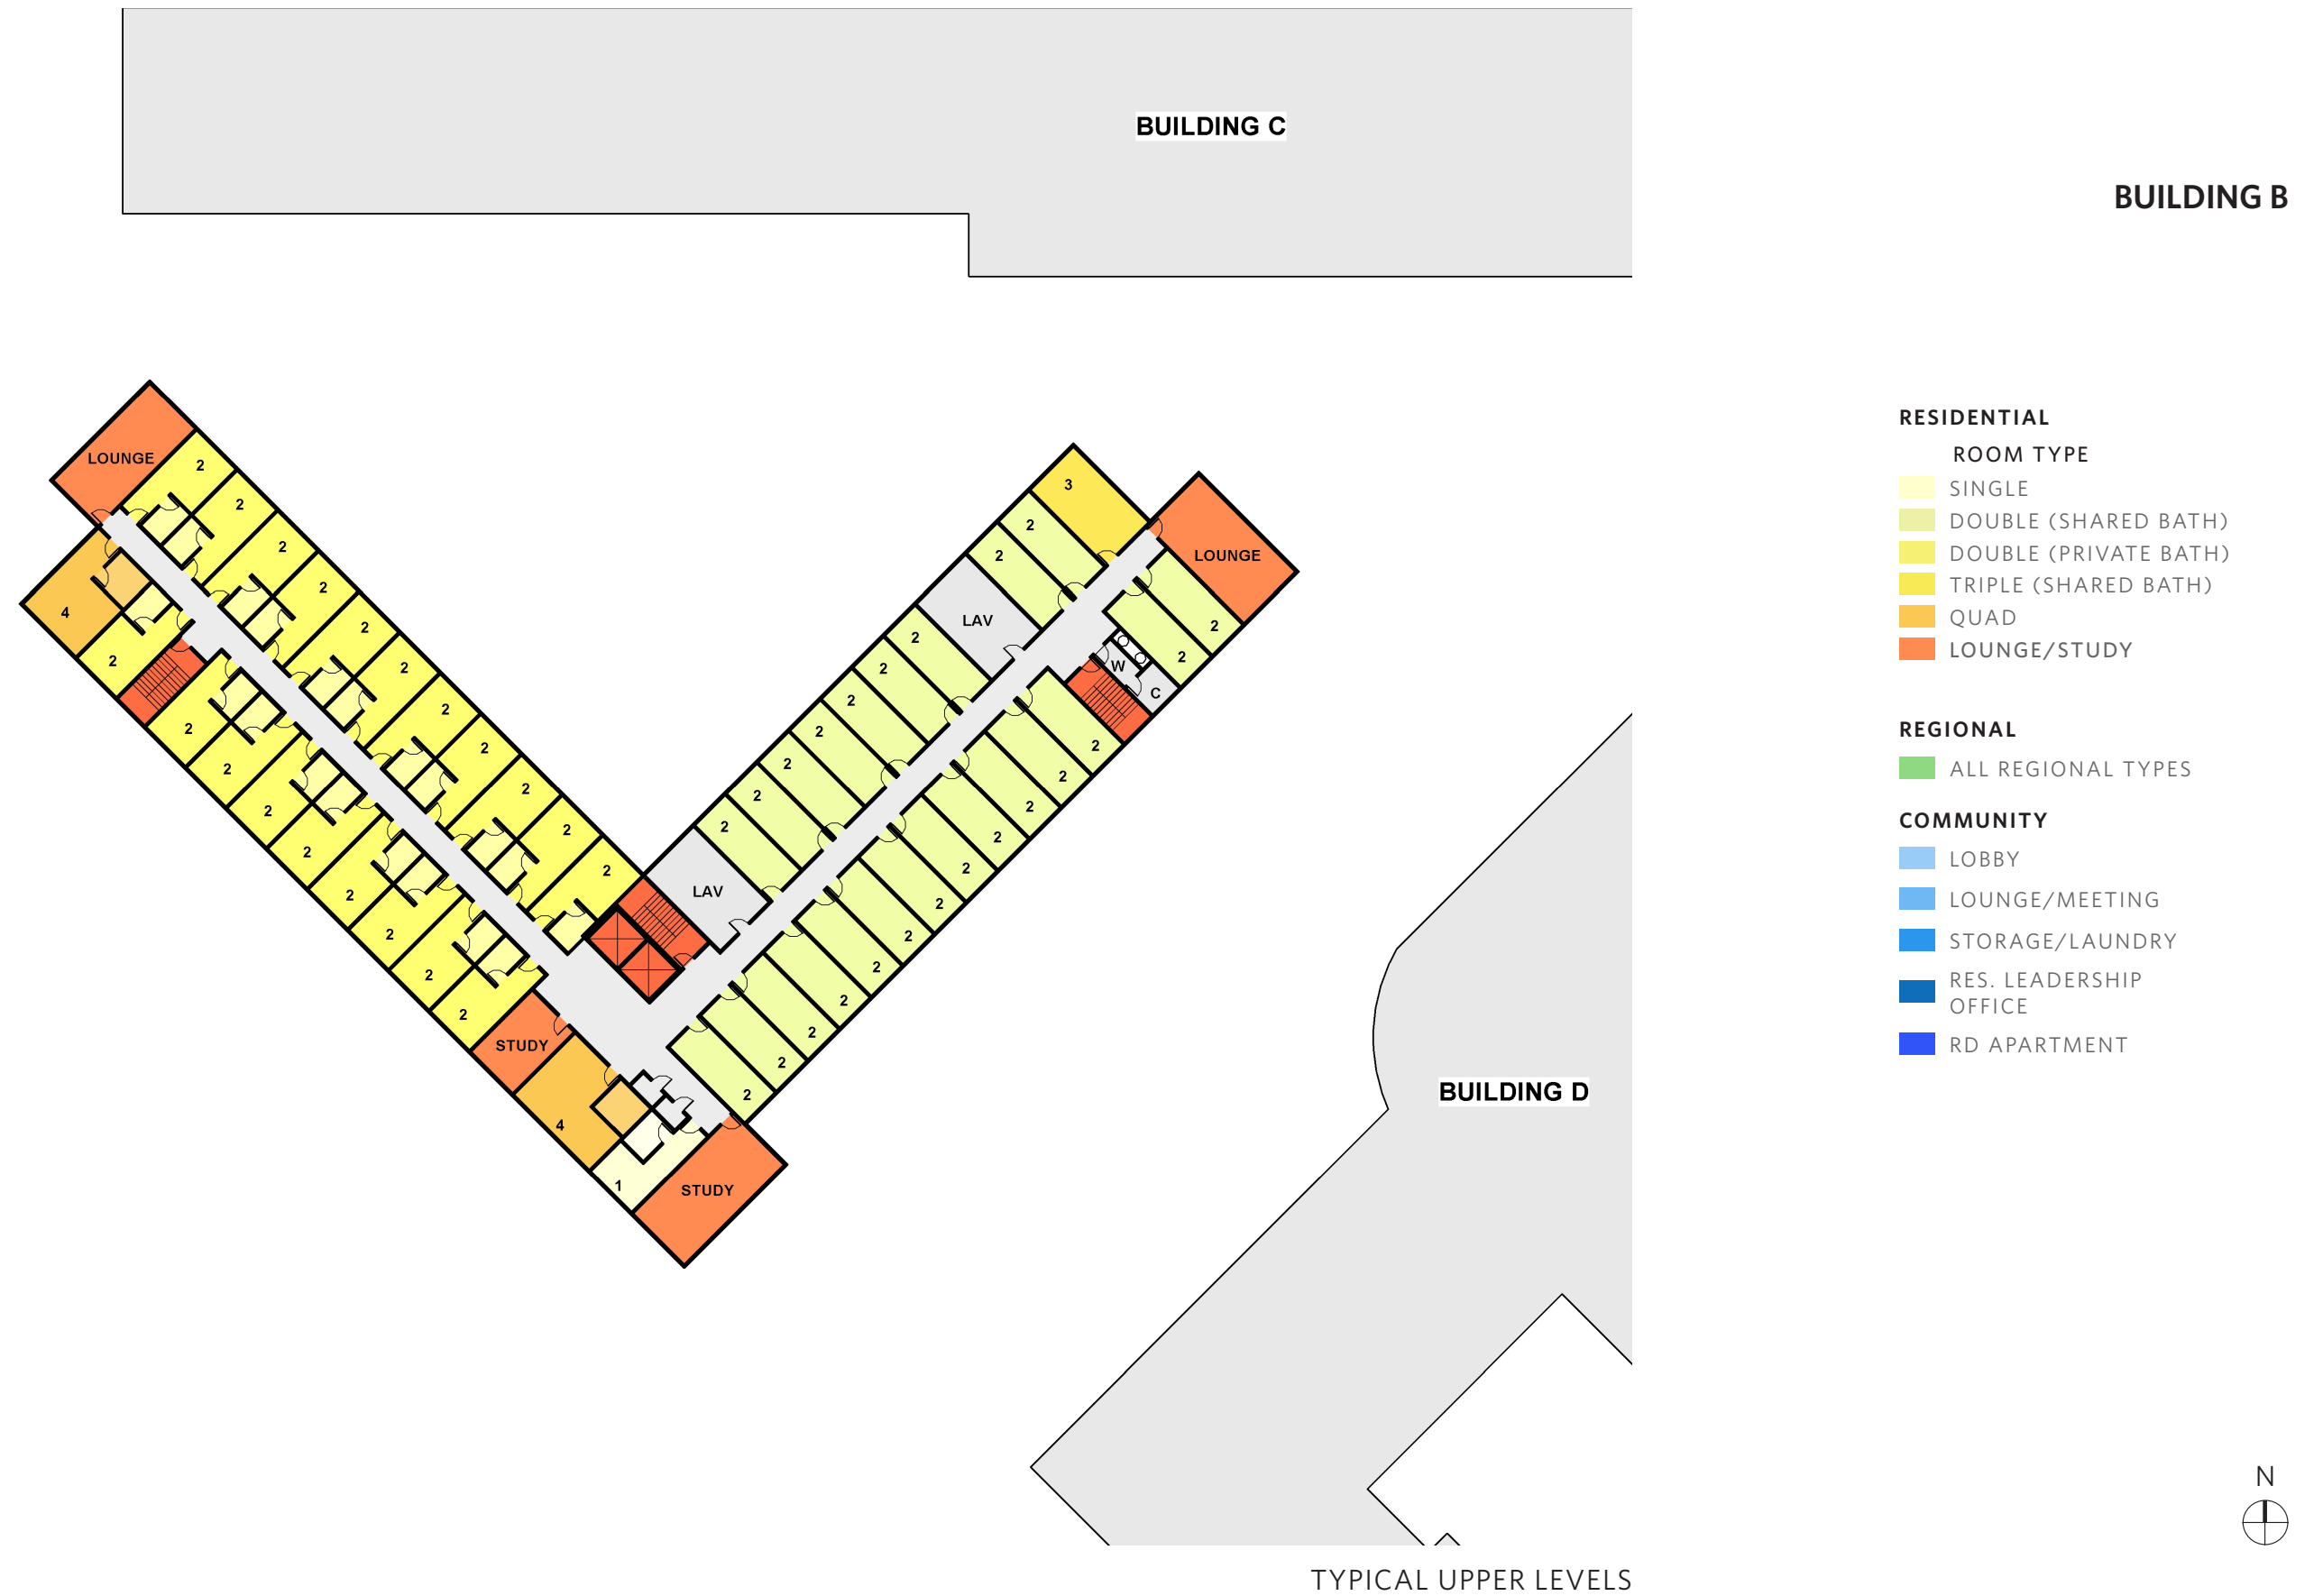 BUILDING C
BUILDING B
LOUNGE
2
2
2
2
2
2
2
2
2
2
2
4
2
2
2
2
2
2
2
2
2
STUDY
4
1
STUDY
3
2
2
LAV
2
2
2
2
2
2
2
LAV
LOUNGE
2
2
W
C
2
2
2
2
2
2
2
2
2
2
2
2
BUILDING D
RESIDENTIAL
ROOM TYPE
SINGLE
DOUBLE (SHARED BATH)
DOUBLE (PRIVATE BATH)
TRIPLE (SHARED BATH)
QUAD
LOUNGE/STUDY
REGIONAL
ALL REGIONAL TYPES
COMMUNITY
LOBBY
LOUNGE/MEETING
STORAGE/LAUNDRY
RES. LEADERSHIP
OFFICE
RD APARTMENT
N
TYPICAL UPPER LEVELS